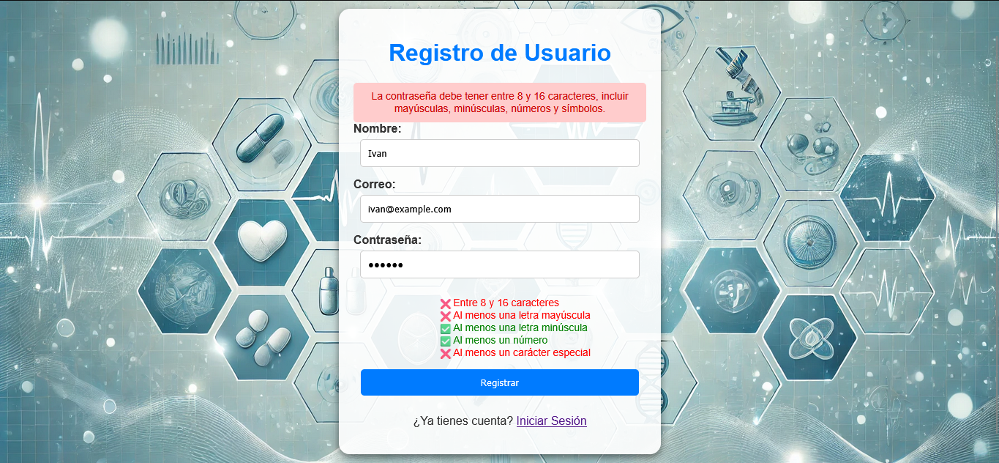 Registro de Usuario
La contraseña debe tener entre 8 y 16 caracteres, incluir
mayúsculas, minúsculas, números y símbolos.
Nombre:
Ivan
Correo:
ivan@example.com
Contraseña:
••••••
❌ Entre 8 y 16 caracteres
❌ Al menos una letra mayúscula
✅ Al menos una letra minúscula
✅ Al menos un número
❌ Al menos un carácter especial
Registrar
¿Ya tienes cuenta? Iniciar Sesión